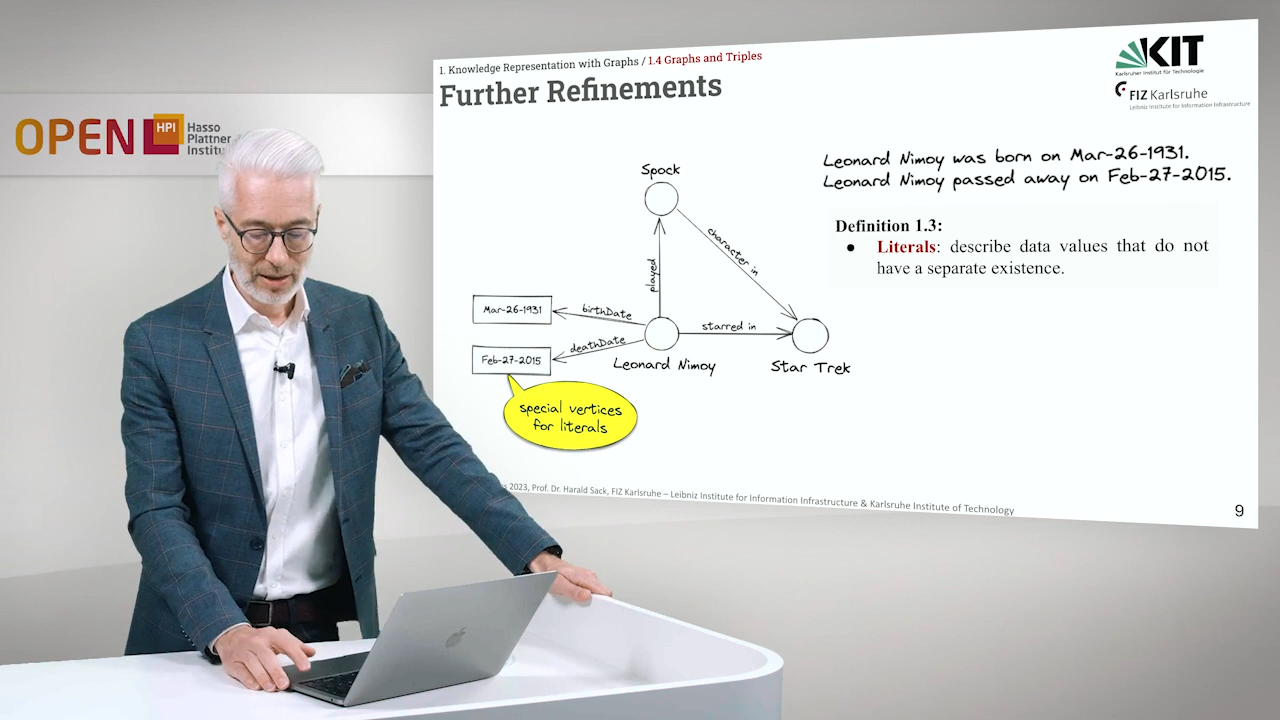 1. Knowledge Representation with Graphs / 1.4 Graphs and Triples
Further Refinements
KIT
Karlsruher Institut für Technologie
FIZ Karlsruhe
Leibniz Institute for Information Infrastructure
OPEN HPI
Hasso
Plattner
Institu
Leonard Nimoy was born on Mar-26-1931.
Leonard Nimoy passed away on Feb-27-2015.
Definition 1.3:
● Literals: describe data values that do not
have a separate existence.
Spock
played
character in
Mar-26-1931
birthDate
starred in
Feb-27-2015
deathDate
Leonard Nimoy
Star Trek
special vertices
for literals
2023, Prof. Dr. Harald Sack, FIZ Karlsruhe – Leibniz Institute for Information Infrastructure & Karlsruhe Institute of Technology
9